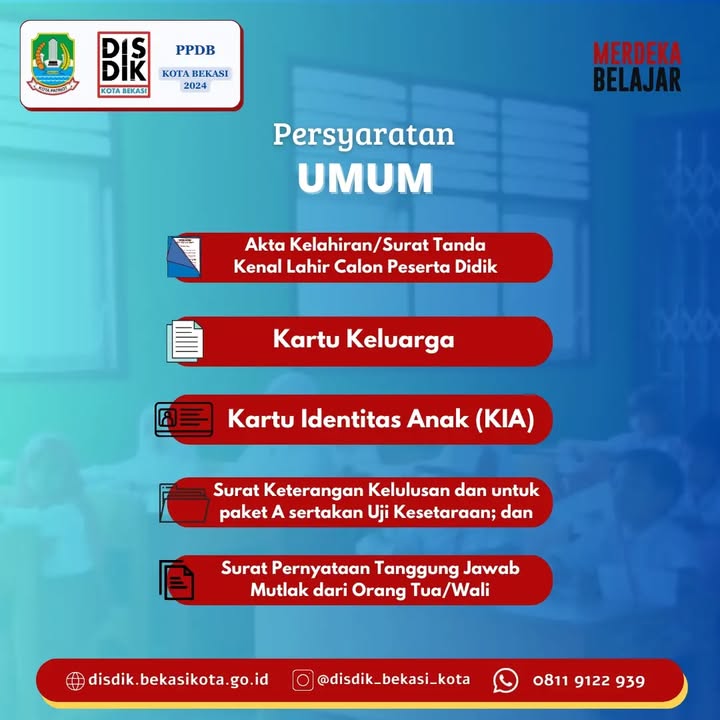 KOTA PATRIOT
DIS
DIK
KOTA BEKASI
PPDB
KOTA BEKASI
2024
MERDEKA
BELAJAR
Persyaratan
UMUM
Akta Kelahiran/Surat Tanda
Kenal Lahir Calon Peserta Didik
Kartu Keluarga
Kartu Identitas Anak (KIA)
Surat Keterangan Kelulusan dan untuk
paket A sertakan Uji Kesetaraan; dan
Surat Pernyataan Tanggung Jawab
Mutlak dari Orang Tua/Wali
disdik.bekasikota.go.id
@disdik_bekasi_kota
0811 9122 939